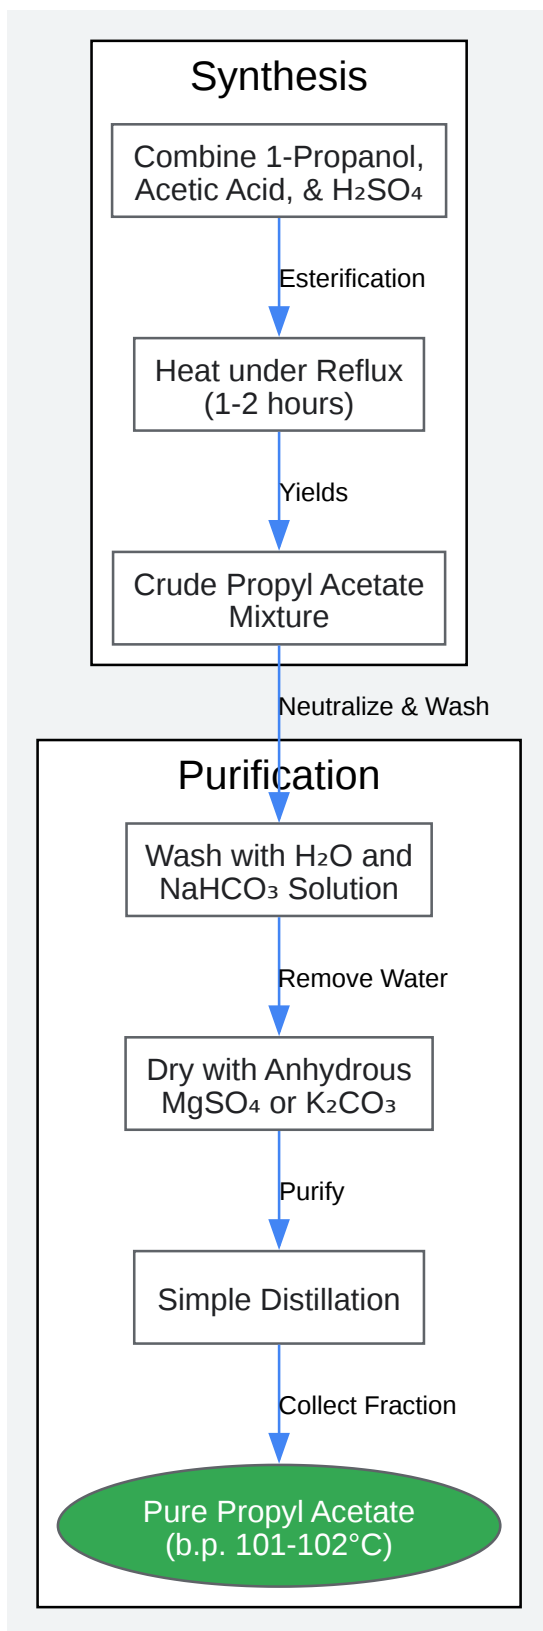 Synthesis
Combine 1-Propanol,
Acetic Acid, & H₂SO₄
Esterification
Heat under Reflux
(1-2 hours)
Yields
Crude Propyl Acetate
Mixture
Neutralize & Wash
Purification
Wash with H₂O and
NaHCO₃ Solution
Remove Water
Dry with Anhydrous
MgSO₄ or K₂CO₃
Purify
Simple Distillation
Collect Fraction
Pure Propyl Acetate
(b.p. 101-102°C)